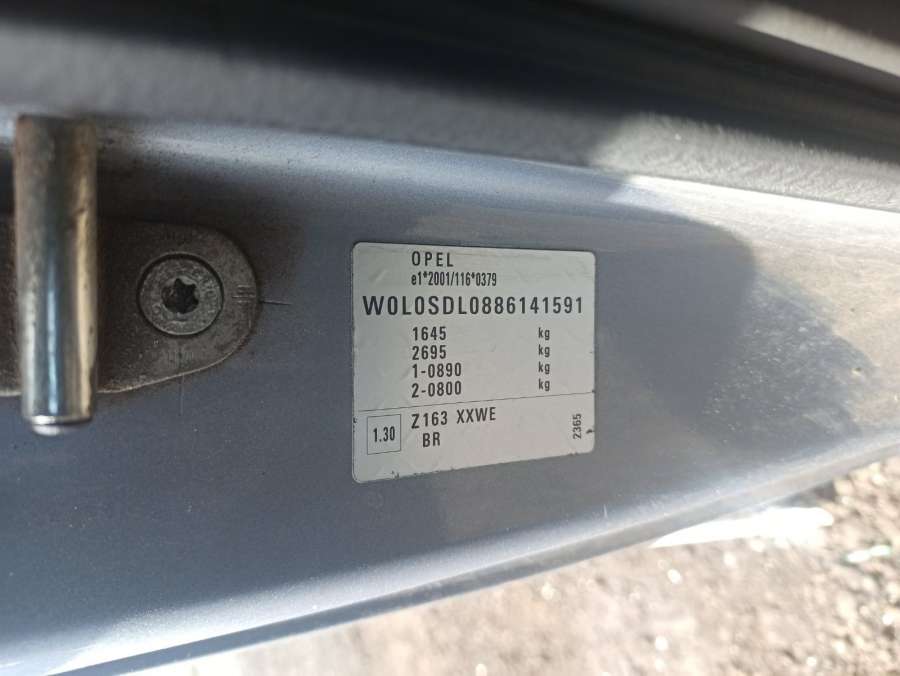 OPEL
e1*2001/116*0379
W0L0SDL0886141591
1645 kg
2695 kg
1-0890 kg
2-0800 kg
1.30 Z163 XXWE
BR
2365